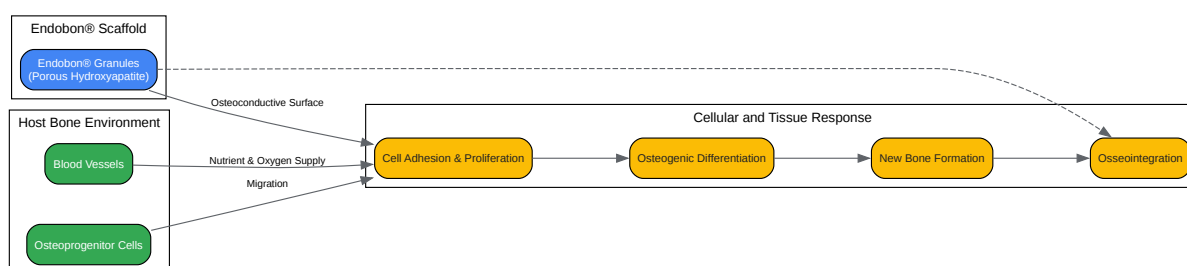 Endobon® Scaffold
Endobon® Granules
(Porous Hydroxyapatite)
Osteoconductive Surface
Host Bone Environment
Blood Vessels
Nutrient & Oxygen Supply
Migration
Osteoprogenitor Cells
Cellular and Tissue Response
Cell Adhesion & Proliferation
Osteogenic Differentiation
New Bone Formation
Osseointegration